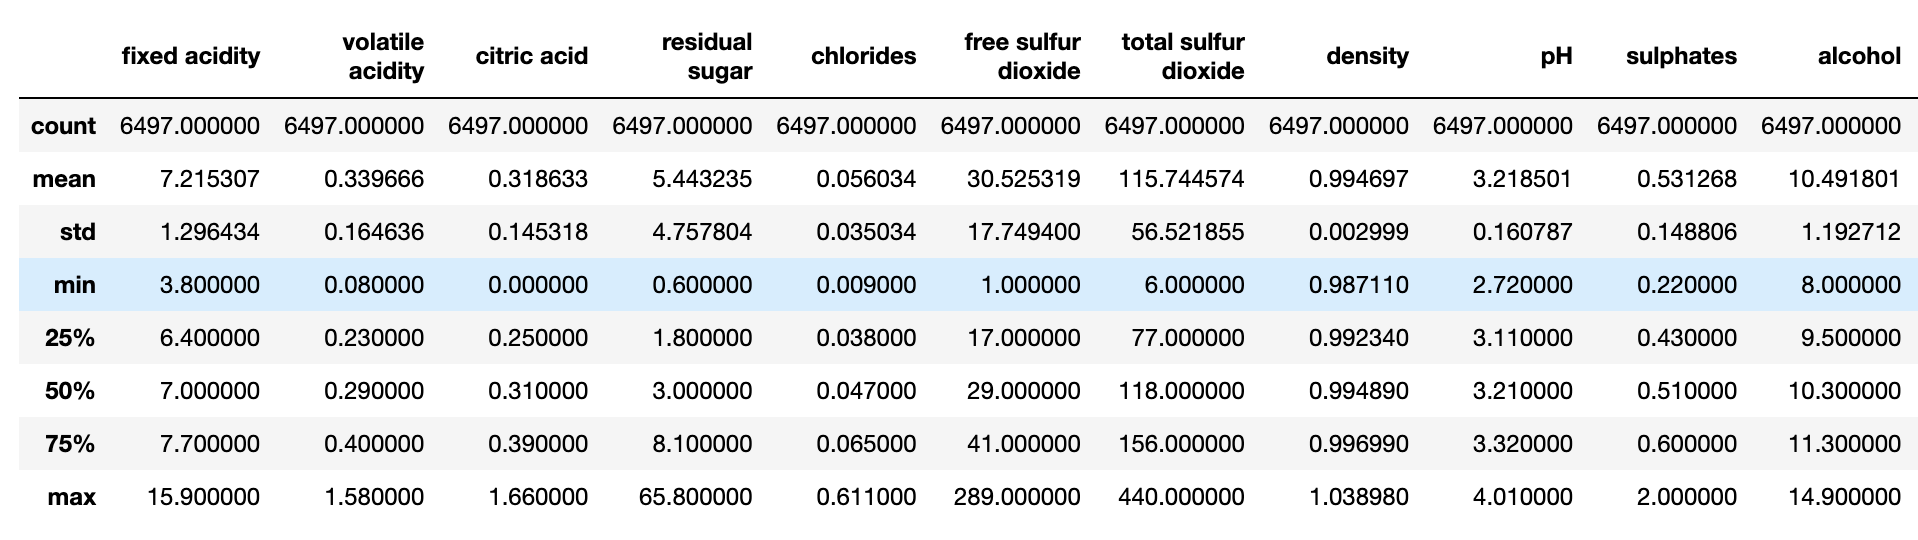 fixed acidity volatile acidity citric acid residual sugar chlorides free sulfur dioxide total sulfur dioxide density pH sulphates alcohol
count 6497.000000 6497.000000 6497.000000 6497.000000 6497.000000 6497.000000 6497.000000 6497.000000 6497.000000 6497.000000 6497.000000
mean 7.215307 0.339666 0.318633 5.443235 0.056034 30.525319 115.744574 0.994697 3.218501 0.531268 10.491801
std 1.296434 0.164636 0.145318 4.757804 0.035034 17.749400 56.521855 0.002999 0.160787 0.148806 1.192712
min 3.800000 0.080000 0.000000 0.600000 0.009000 1.000000 6.000000 0.987110 2.720000 0.220000 8.000000
25% 6.400000 0.230000 0.250000 1.800000 0.038000 17.000000 77.000000 0.992340 3.110000 0.430000 9.500000
50% 7.000000 0.290000 0.310000 3.000000 0.047000 29.000000 118.000000 0.994890 3.210000 0.510000 10.300000
75% 7.700000 0.400000 0.390000 8.100000 0.065000 41.000000 156.000000 0.996990 3.320000 0.600000 11.300000
max 15.900000 1.580000 1.660000 65.800000 0.611000 289.000000 440.000000 1.038980 4.010000 2.000000 14.900000